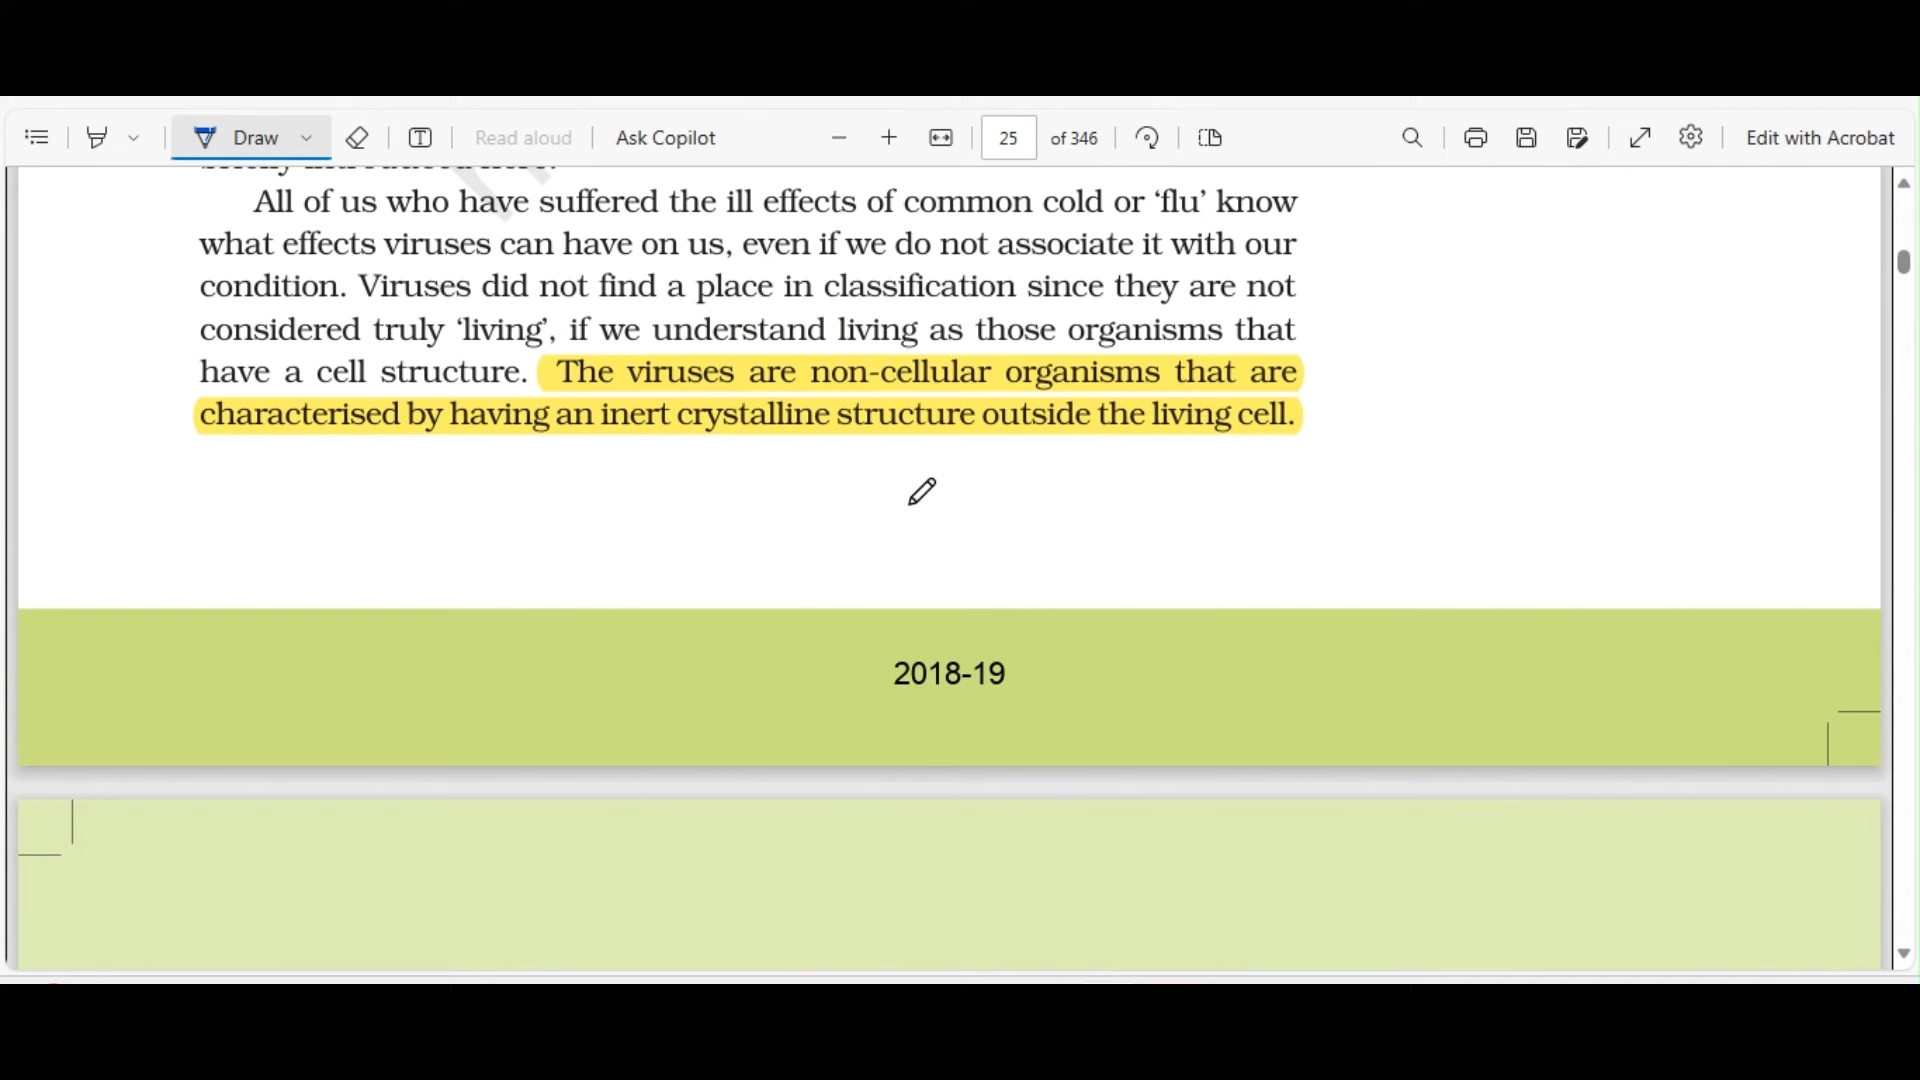 Draw
Read aloud
Ask Copilot
25
of 346
Edit with Acrobat
All of us who have suffered the ill effects of common cold or ‘flu’ know
what effects viruses can have on us, even if we do not associate it with our
condition. Viruses did not find a place in classification since they are not
considered truly ‘living’, if we understand living as those organisms that
have a cell structure. The viruses are non-cellular organisms that are
characterised by having an inert crystalline structure outside the living cell.
2018-19